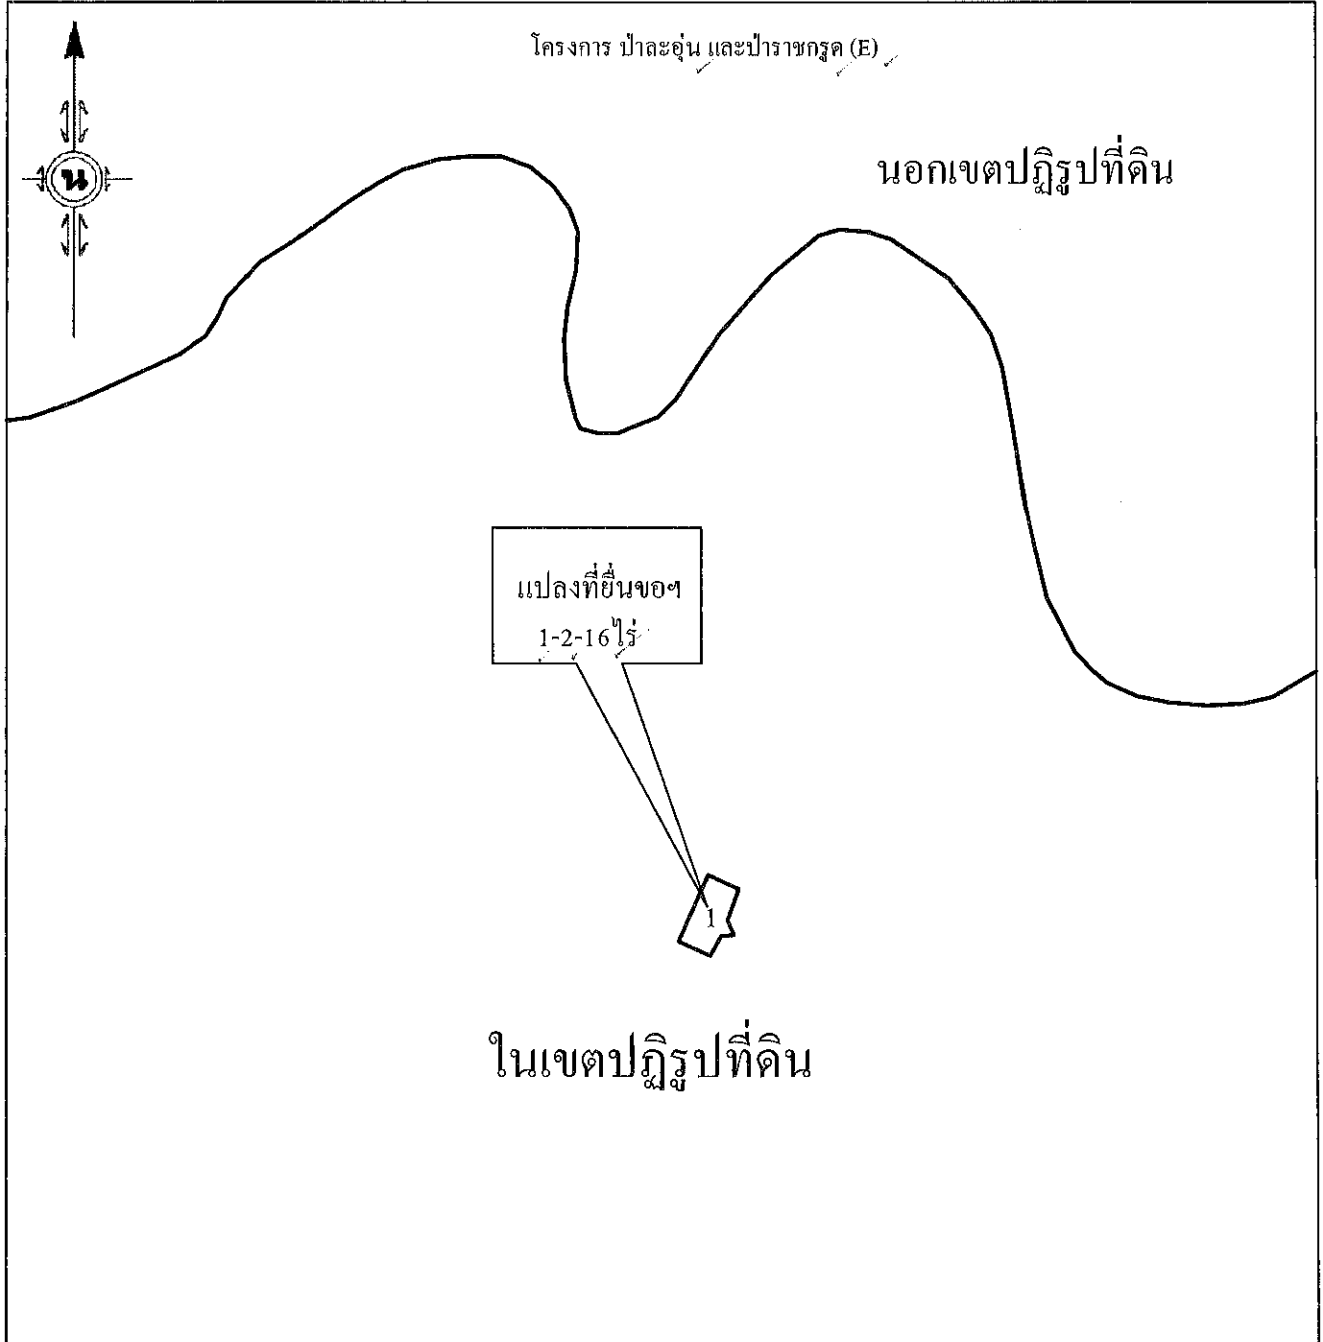 โครงการ ป่าละอุ่น และป่าราชกรูด (E)
น
นอกเขตปฏิรูปที่ดิน
แปลงที่ยื่นขอฯ
1-2-16 ไร่
1
ในเขตปฏิรูปที่ดิน